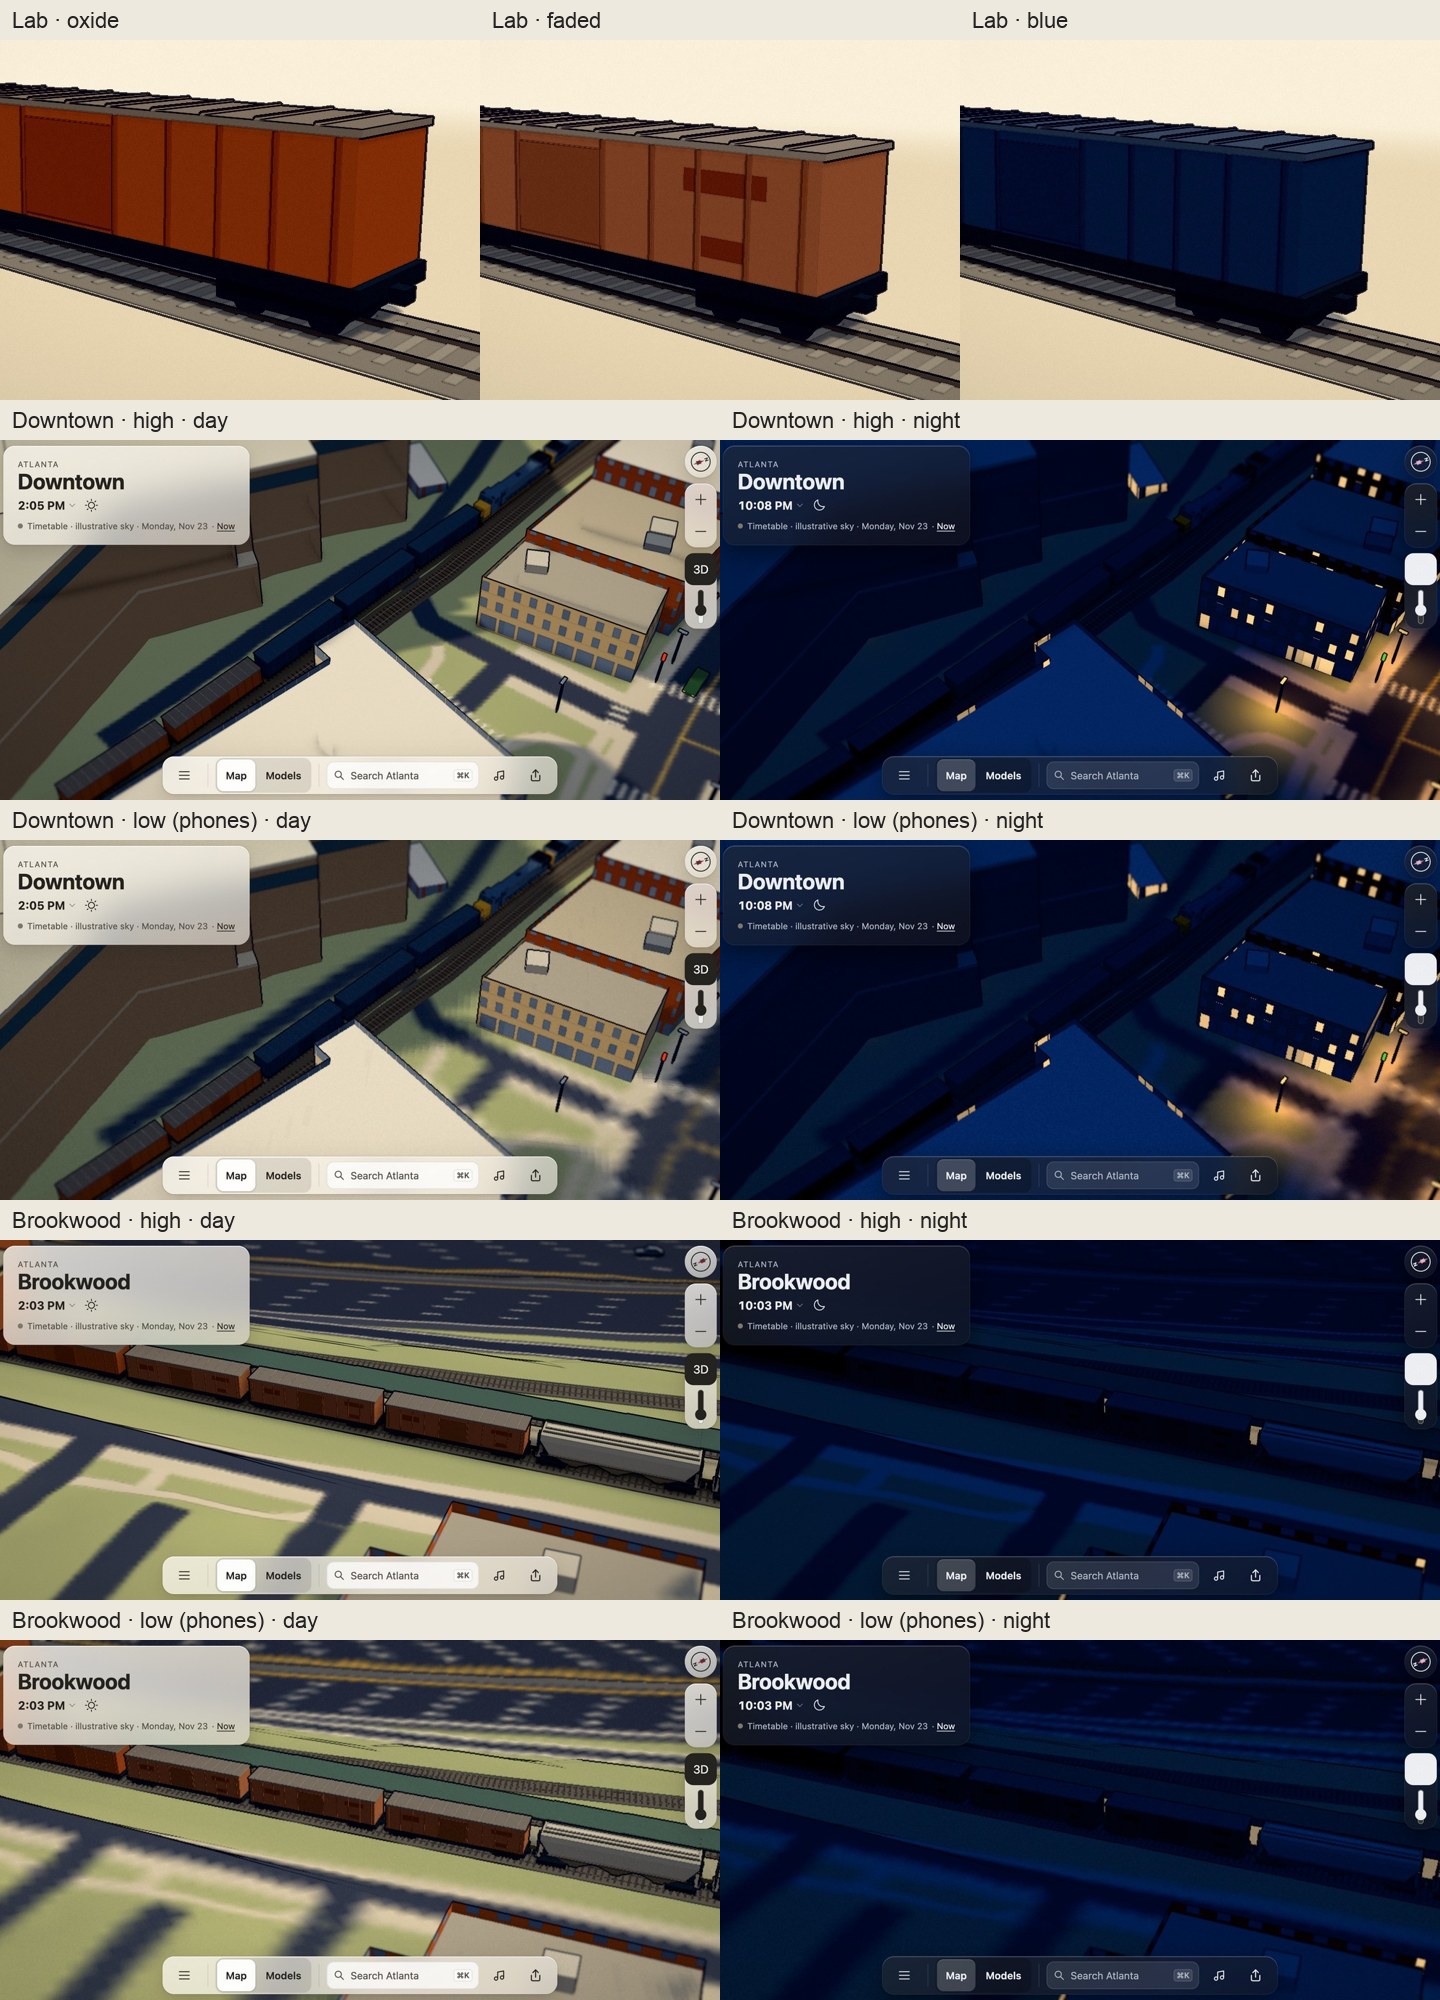 Lab · oxide
Lab · faded
Lab · blue
Downtown · high · day
Downtown · high · night
ATLANTA
Downtown
2:05 PM
Timetable · illustrative sky · Monday, Nov 23 · Now
3D
Map
Models
Search Atlanta
⌘K
ATLANTA
Downtown
10:08 PM
Timetable · illustrative sky · Monday, Nov 23 · Now
Map
Models
Search Atlanta
⌘K
Downtown · low (phones) · day
Downtown · low (phones) · night
ATLANTA
Downtown
2:05 PM
Timetable · illustrative sky · Monday, Nov 23 · Now
3D
Map
Models
Search Atlanta
⌘K
ATLANTA
Downtown
10:08 PM
Timetable · illustrative sky · Monday, Nov 23 · Now
Map
Models
Search Atlanta
⌘K
Brookwood · high · day
Brookwood · high · night
ATLANTA
Brookwood
2:03 PM
Timetable · illustrative sky · Monday, Nov 23 · Now
3D
Map
Models
Search Atlanta
⌘K
ATLANTA
Brookwood
10:03 PM
Timetable · illustrative sky · Monday, Nov 23 · Now
Map
Models
Search Atlanta
⌘K
Brookwood · low (phones) · day
Brookwood · low (phones) · night
ATLANTA
Brookwood
2:03 PM
Timetable · illustrative sky · Monday, Nov 23 · Now
3D
Map
Models
Search Atlanta
⌘K
ATLANTA
Brookwood
10:03 PM
Timetable · illustrative sky · Monday, Nov 23 · Now
Map
Models
Search Atlanta
⌘K